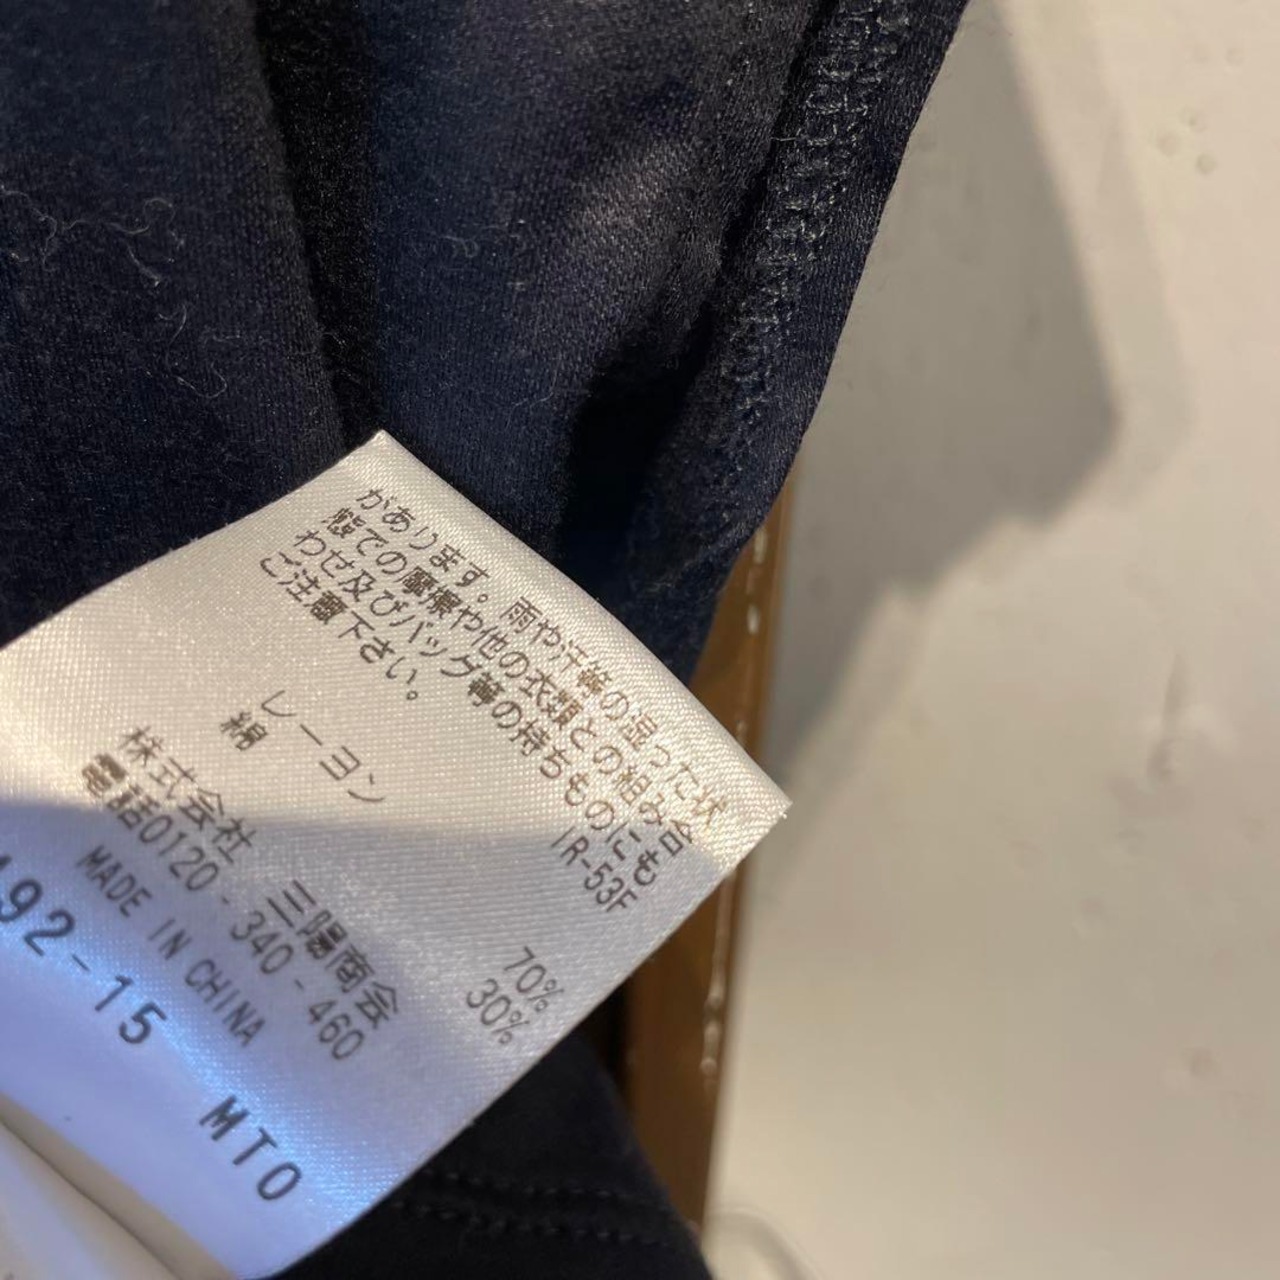 があります。雨や汗等の湿った状
態での摩擦や他の衣類との組み合
わせ及びバッグ等の持ちものにも
ご注意下さい。
IR-53F
レーヨン 70%
綿 30%
株式会社 三陽商会
電話0120-340-460
MADE IN CHINA
492-15 MTO